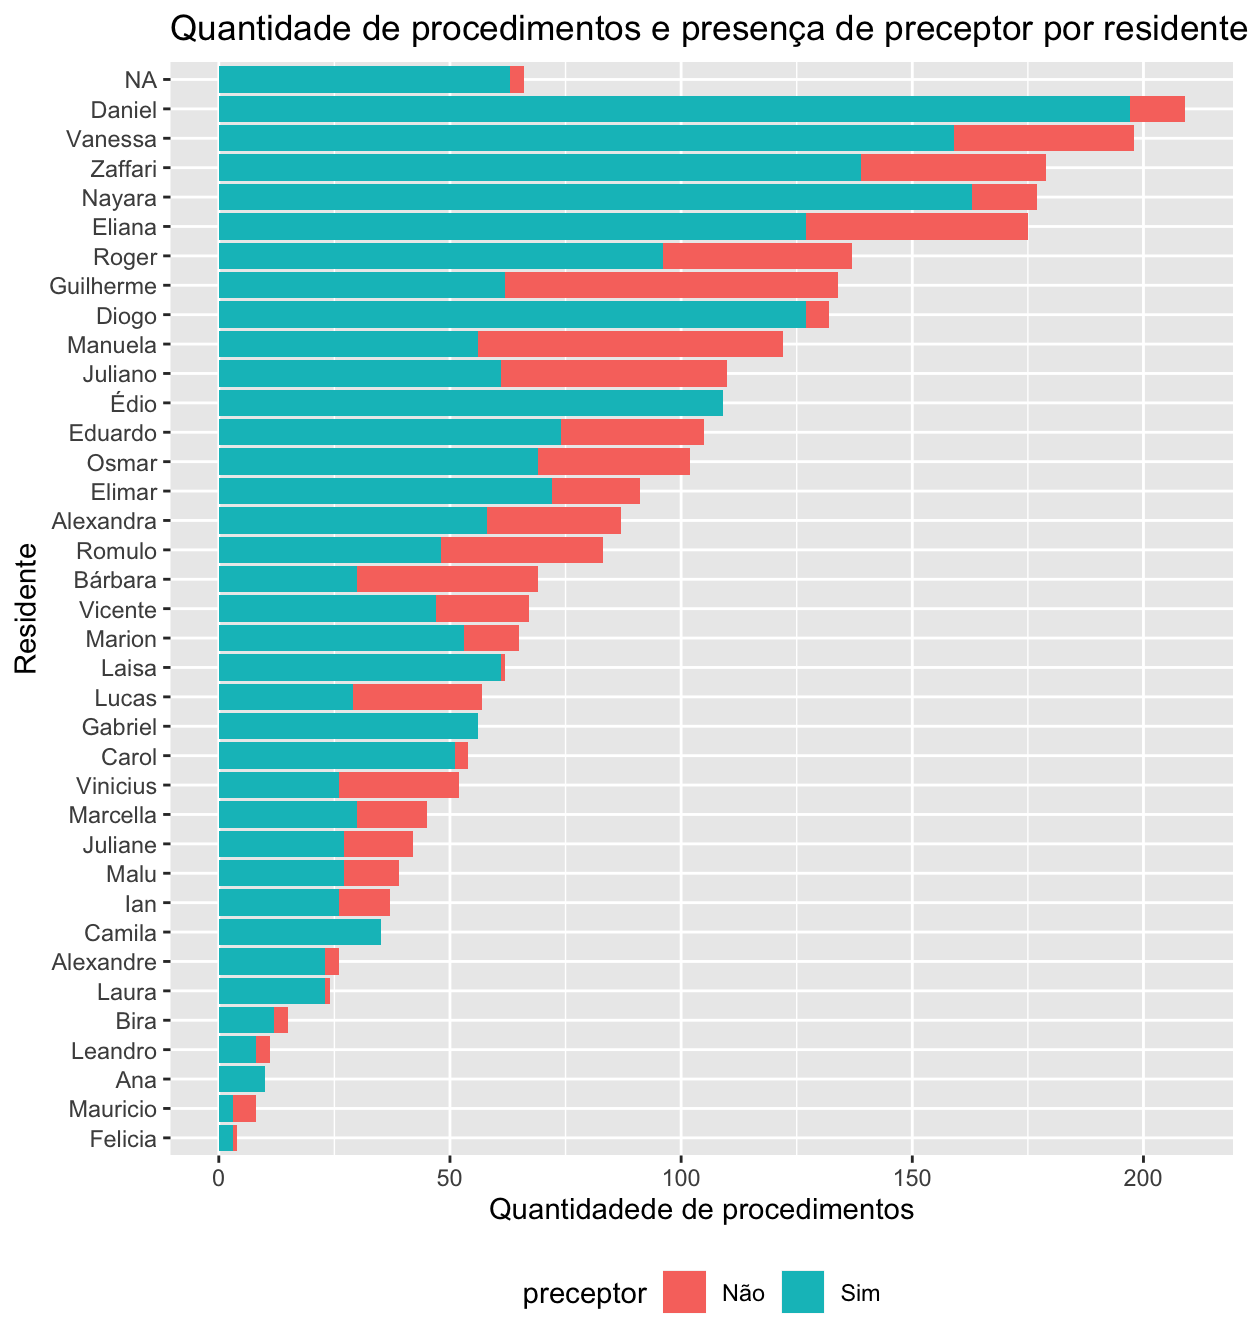 Quantidade de procedimentos e presença de preceptor por residente
NA
Daniel
Vanessa
Zaffari
Nayara
Eliana
Roger
Guilherme
Diogo
Manuela
Juliano
Édio
Eduardo
Osmar
Elimar
Alexandra
Romulo
Bárbara
Vicente
Marion
Laisa
Lucas
Gabriel
Carol
Vinicius
Marcella
Juliane
Malu
Ian
Camila
Alexandre
Laura
Bira
Leandro
Ana
Mauricio
Felicia
Residente
0 50 100 150 200
Quantidadede de procedimentos
preceptor Não Sim